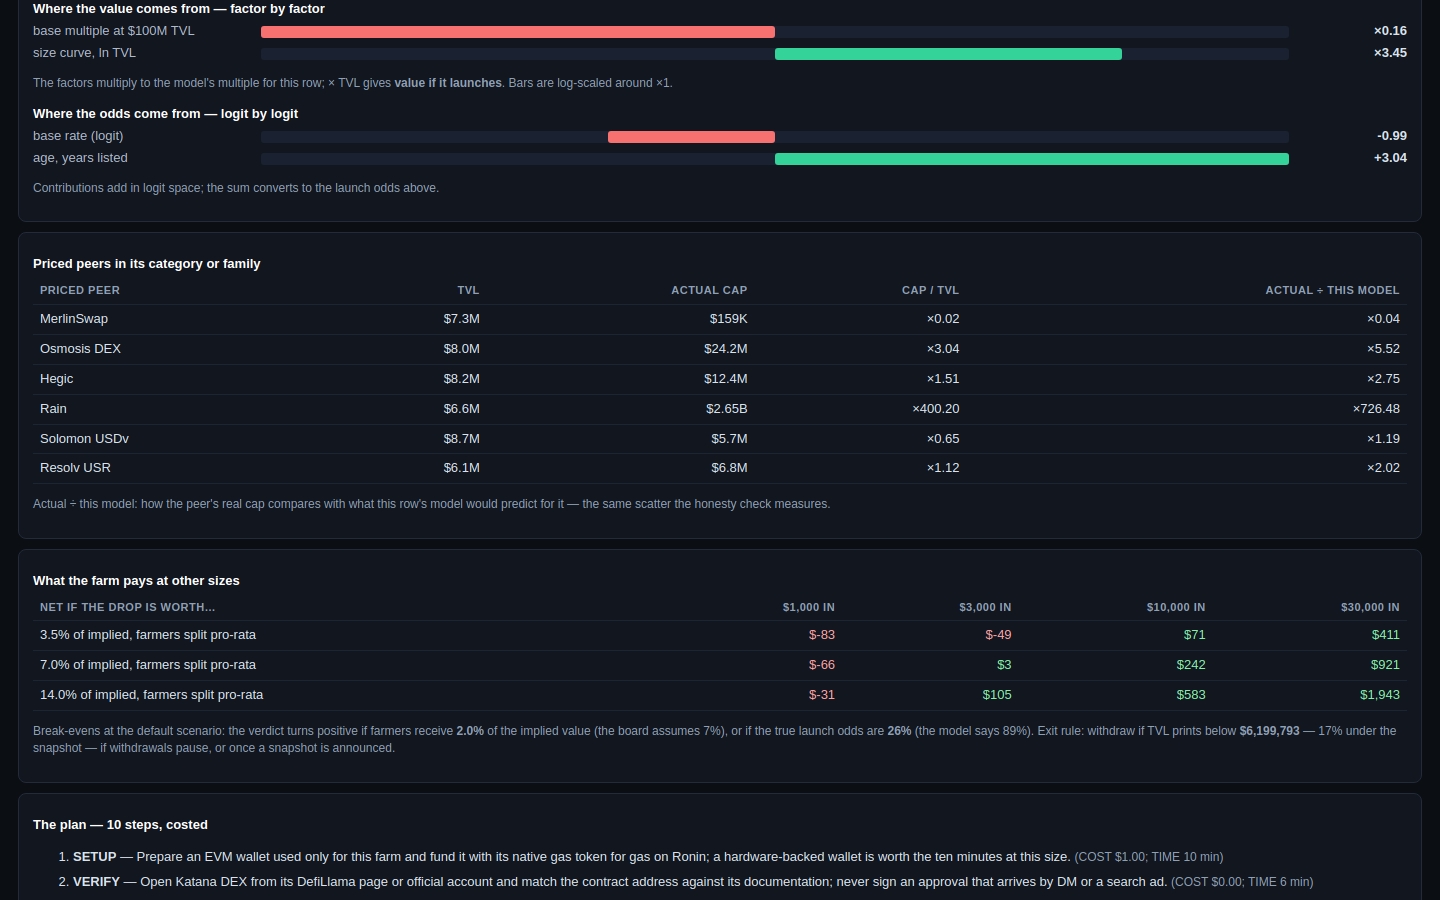 Where the value comes from — factor by factor
base multiple at $100M TVL ×0.16
size curve, ln TVL ×3.45
The factors multiply to the model's multiple for this row; × TVL gives value if it launches. Bars are log-scaled around ×1.
Where the odds come from — logit by logit
base rate (logit) -0.99
age, years listed +3.04
Contributions add in logit space; the sum converts to the launch odds above.
Priced peers in its category or family
PRICED PEER TVL ACTUAL CAP CAP / TVL ACTUAL ÷ THIS MODEL
MerlinSwap $7.3M $159K ×0.02 ×0.04
Osmosis DEX $8.0M $24.2M ×3.04 ×5.52
Hegic $8.2M $12.4M ×1.51 ×2.75
Rain $6.6M $2.65B ×400.20 ×726.48
Solomon USDv $8.7M $5.7M ×0.65 ×1.19
Resolv USR $6.1M $6.8M ×1.12 ×2.02
Actual ÷ this model: how the peer's real cap compares with what this row's model would predict for it — the same scatter the honesty check measures.
What the farm pays at other sizes
NET IF THE DROP IS WORTH… $1,000 IN $3,000 IN $10,000 IN $30,000 IN
3.5% of implied, farmers split pro-rata $-83 $-49 $71 $411
7.0% of implied, farmers split pro-rata $-66 $3 $242 $921
14.0% of implied, farmers split pro-rata $-31 $105 $583 $1,943
Break-evens at the default scenario: the verdict turns positive if farmers receive 2.0% of the implied value (the board assumes 7%), or if the true launch odds are 26% (the model says 89%). Exit rule: withdraw if TVL prints below $6,199,793 — 17% under the
snapshot — if withdrawals pause, or once a snapshot is announced.
The plan — 10 steps, costed
1. SETUP — Prepare an EVM wallet used only for this farm and fund it with its native gas token for gas on Ronin; a hardware-backed wallet is worth the ten minutes at this size. (COST $1.00; TIME 10 min)
2. VERIFY — Open Katana DEX from its DefiLlama page or official account and match the contract address against its documentation; never sign an approval that arrives by DM or a search ad. (COST $0.00; TIME 6 min)